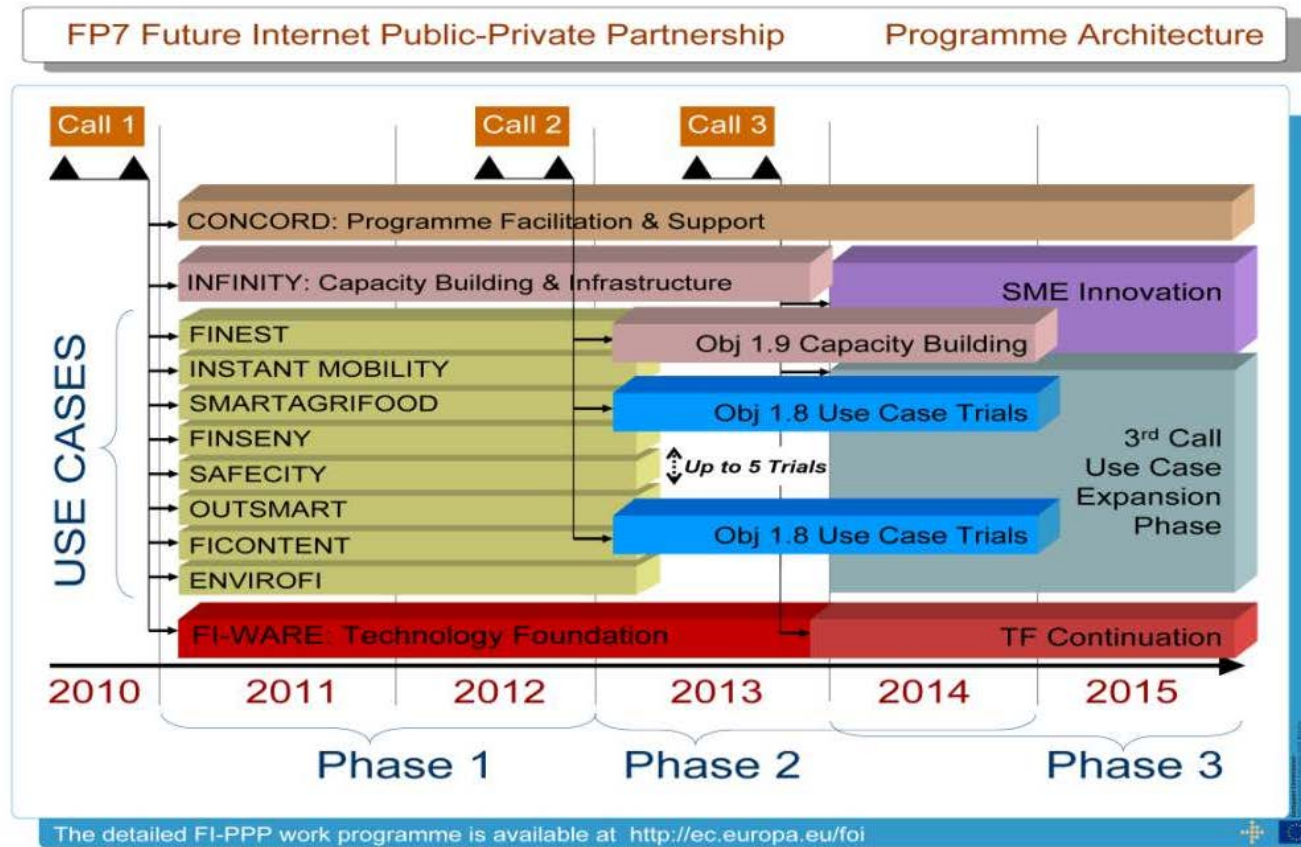 FP7 Future Internet Public-Private Partnership Programme Architecture
Call 1
Call 2
Call 3
CONCORD: Programme Facilitation & Support
INFINITY: Capacity Building & Infrastructure
SME Innovation
USE CASES
FINEST
Obj 1.9 Capacity Building
INSTANT MOBILITY
SMARTAGRIFOOD
Obj 1.8 Use Case Trials
FINSENY
SAFECITY
Up to 5 Trials
3rd Call
Use Case
Expansion
Phase
OUTSMART
Obj 1.8 Use Case Trials
FICONTENT
ENVIROFI
FI-WARE: Technology Foundation
TF Continuation
2010 2011 2012 2013 2014 2015
Phase 1 Phase 2 Phase 3
The detailed FI-PPP work programme is available at http://ec.europa.eu/foi